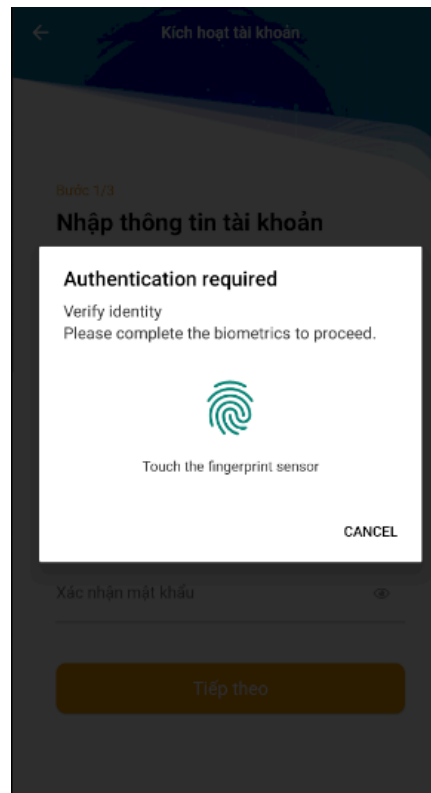 Kích hoạt tài khoản
Bước 1/3
Nhập thông tin tài khoản
Authentication required
Verify identity
Please complete the biometrics to proceed.
Touch the fingerprint sensor
CANCEL
Xác nhận mật khẩu
Tiếp theo